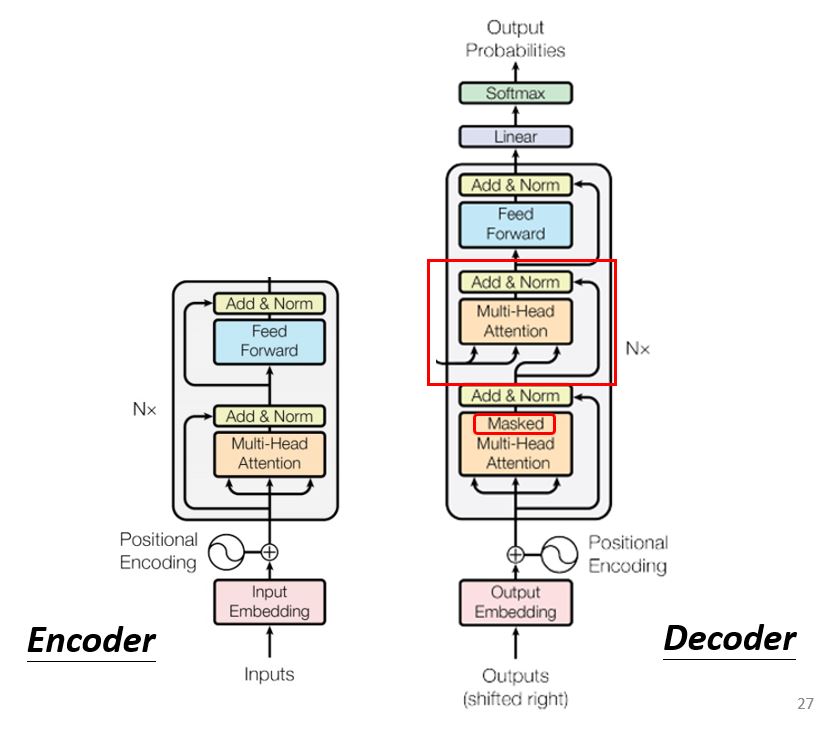 Output
Probabilities
Softmax
Linear
Add & Norm
Feed
Forward
Add & Norm
Multi-Head
Attention
Nx
Add & Norm
Masked
Multi-Head
Attention
Positional
Encoding
Output
Embedding
Outputs
(shifted right)
Decoder
Add & Norm
Feed
Forward
Nx
Add & Norm
Multi-Head
Attention
Positional
Encoding
Input
Embedding
Inputs
Encoder
27